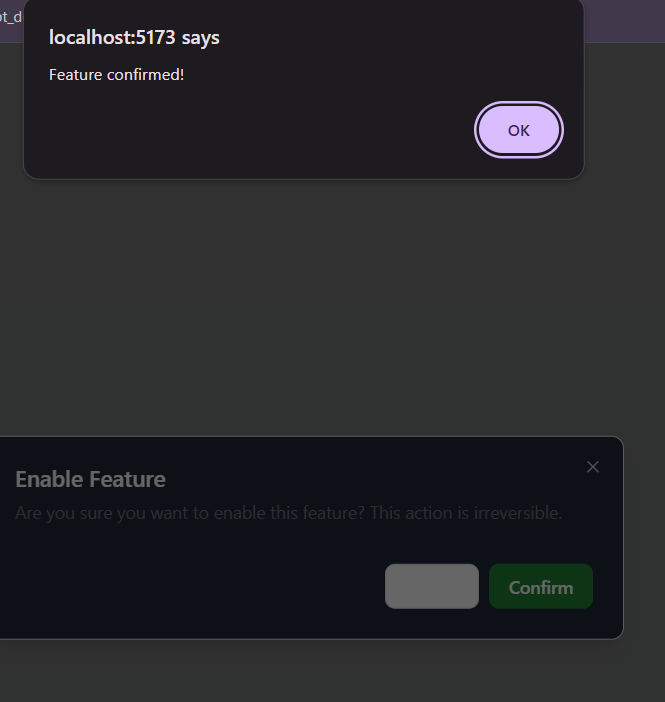 ot_d
localhost:5173 says
Feature confirmed!
OK
Enable Feature
Are you sure you want to enable this feature? This action is irreversible.
Confirm